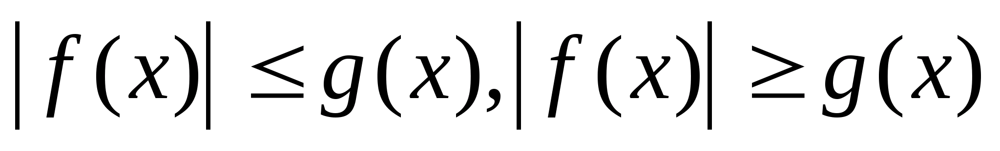 |f(x)| ≤ g(x), |f(x)| ≥ g(x)